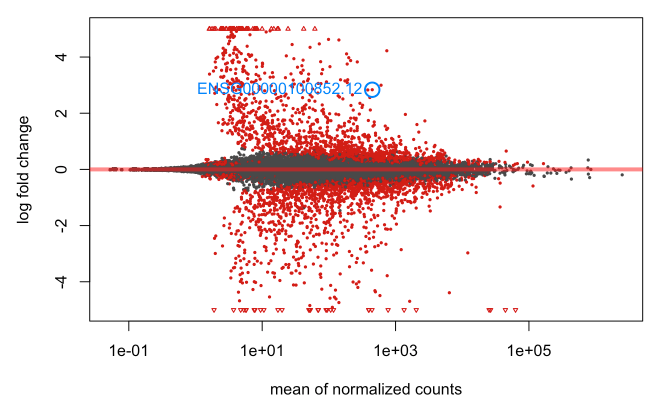 log fold change
4
2
0
-2
-4
ENSG00000100852.12
1e-01
1e+01
1e+03
1e+05
mean of normalized counts